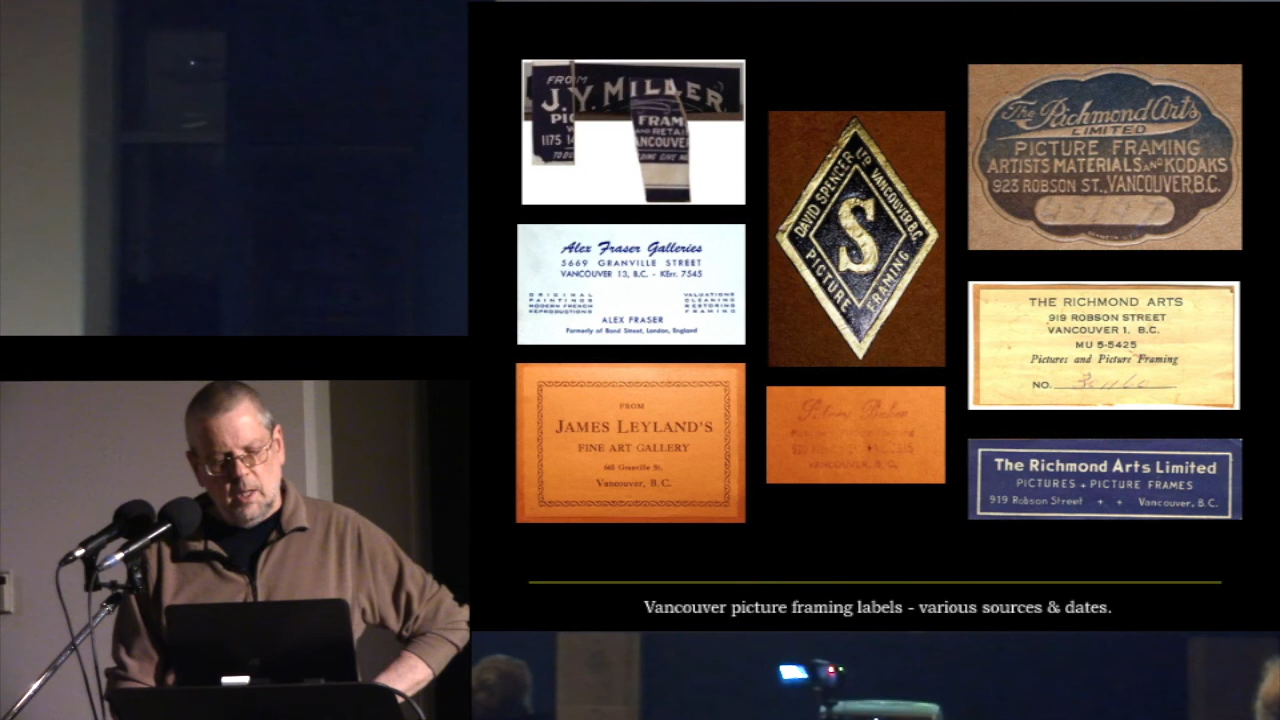 FROM
J.Y. MILLER
PIC
FRAM
AND RETAI
1175
ANCOUVE
Alex Fraser Galleries
5669 GRANVILLE STREET
VANCOUVER 13, B.C. - KErr. 7545
ORIGINAL
PAINTINGS
MODERN FRENCH
REPRODUCTIONS
VALUATIONS
CLEANING
RESTORING
FRAMING
ALEX FRASER
Formerly of Bond Street, London, England
FROM
JAMES LEYLAND'S
FINE ART GALLERY
Granville St.
Vancouver, B.C.
DAVID SPENCER LTD VANCOUVER, B.C.
S
PICTURE FRAMING
VANCOUVER, B. C.
The Richmond Arts
LIMITED
PICTURE FRAMING
ARTISTS MATERIALS AND KODAKS
923 ROBSON ST., VANCOUVER, B.C.
THE RICHMOND ARTS
919 ROBSON STREET
VANCOUVER 1, B.C.
MU 5-5425
Pictures and Picture Framing
NO.
The Richmond Arts Limited
PICTURES + PICTURE FRAMES
919 Robson Street + + Vancouver, B.C.
Vancouver picture framing labels - various sources & dates.